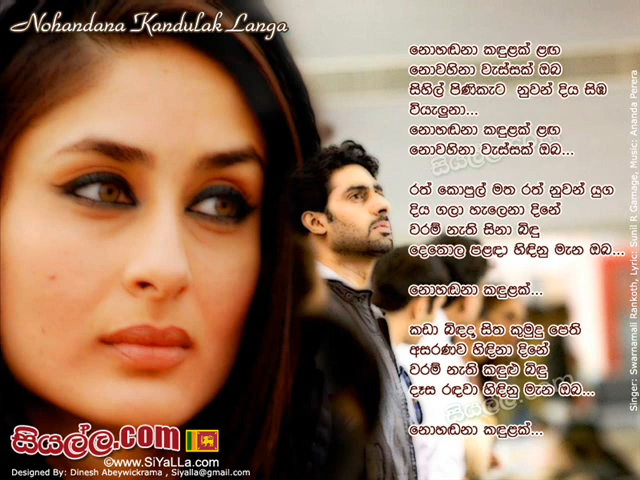 Nohandana Kandulak Langa
නොහඬනා කඳුළක් ළඟ
නොවහිනා වැස්සක් ඔබ
සිහිල් පිණිකැට නුවන් දිය සිඹ
වියැලුනා...
නොහඬනා කඳුළක් ළඟ
නොවහිනා වැස්සක් ඔබ...
රත් කොපුල් මත රත් නුවන් යුග
දිය ගලා හැලෙනා දිනේ
වරම් නැති සිනා බිඳු
දෙතොල පළඳා හිඳිනු මැන ඔබ...
නොහඬනා කඳුළක්...
කඩා බිඳදා සිත කුමුදු පෙති
අසරණව හිඳිනා දිනේ
වරම් නැති කඳුළු බිඳු
දෑස රඳවා හිඳිනු මැන ඔබ...
නොහඬනා කඳුළක්...
Singer: Swarnamali Rankoth, Lyric: Sunil R Gamage, Music: Ananda Perera
සියල්ල
සියල්ල.com
සියල්ල.com
©www.SiYaLLa.com
Designed By: Dinesh Abeywickrama , Siyalla@gmail.com